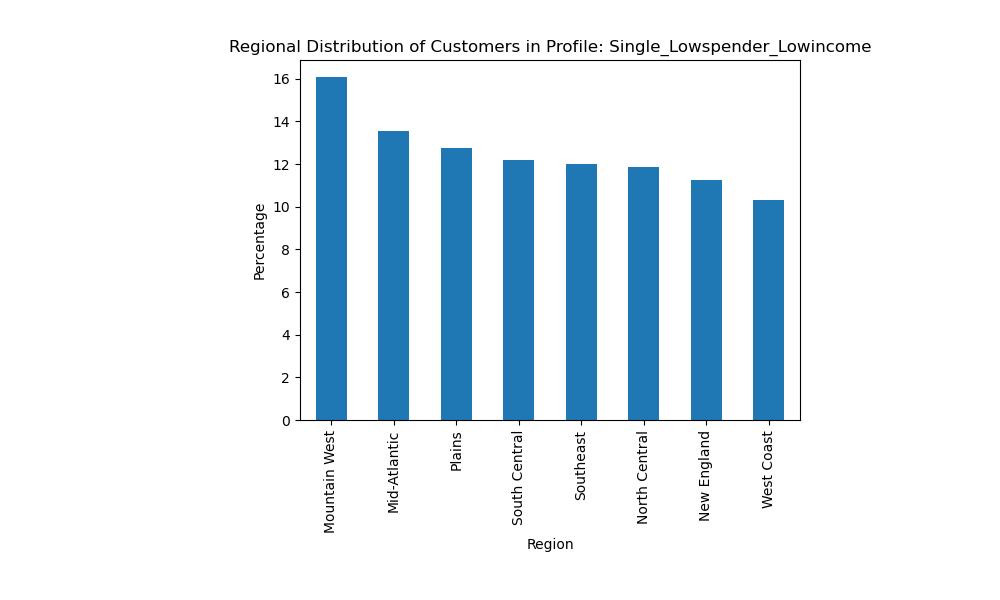 Regional Distribution of Customers in Profile: Single_Lowspender_Lowincome
Percentage
16
14
12
10
8
6
4
2
0
Mountain West
Mid-Atlantic
Plains
South Central
Southeast
North Central
New England
West Coast
Region